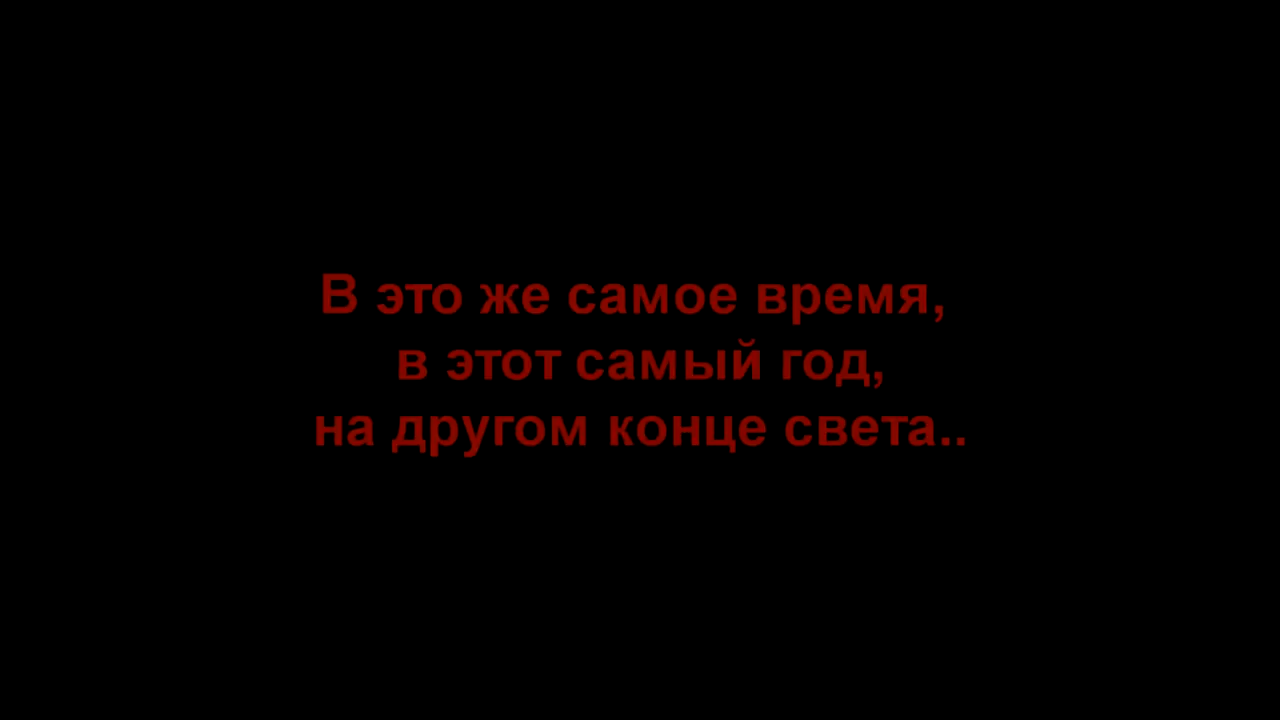 В это же самое время,
в этот самый год,
на другом конце света..